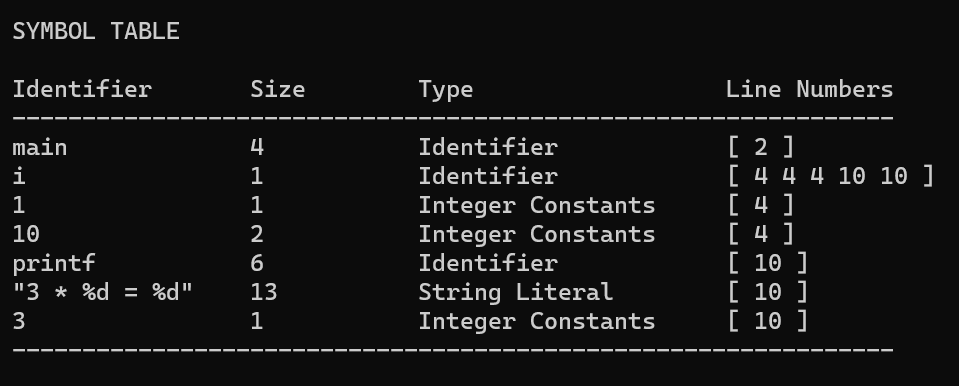 SYMBOL TABLE
Identifier Size Type Line Numbers
main 4 Identifier [ 2 ]
i 1 Identifier [ 4 4 4 10 10 ]
1 1 Integer Constants [ 4 ]
10 2 Integer Constants [ 4 ]
printf 6 Identifier [ 10 ]
"3 * %d = %d" 13 String Literal [ 10 ]
3 1 Integer Constants [ 10 ]